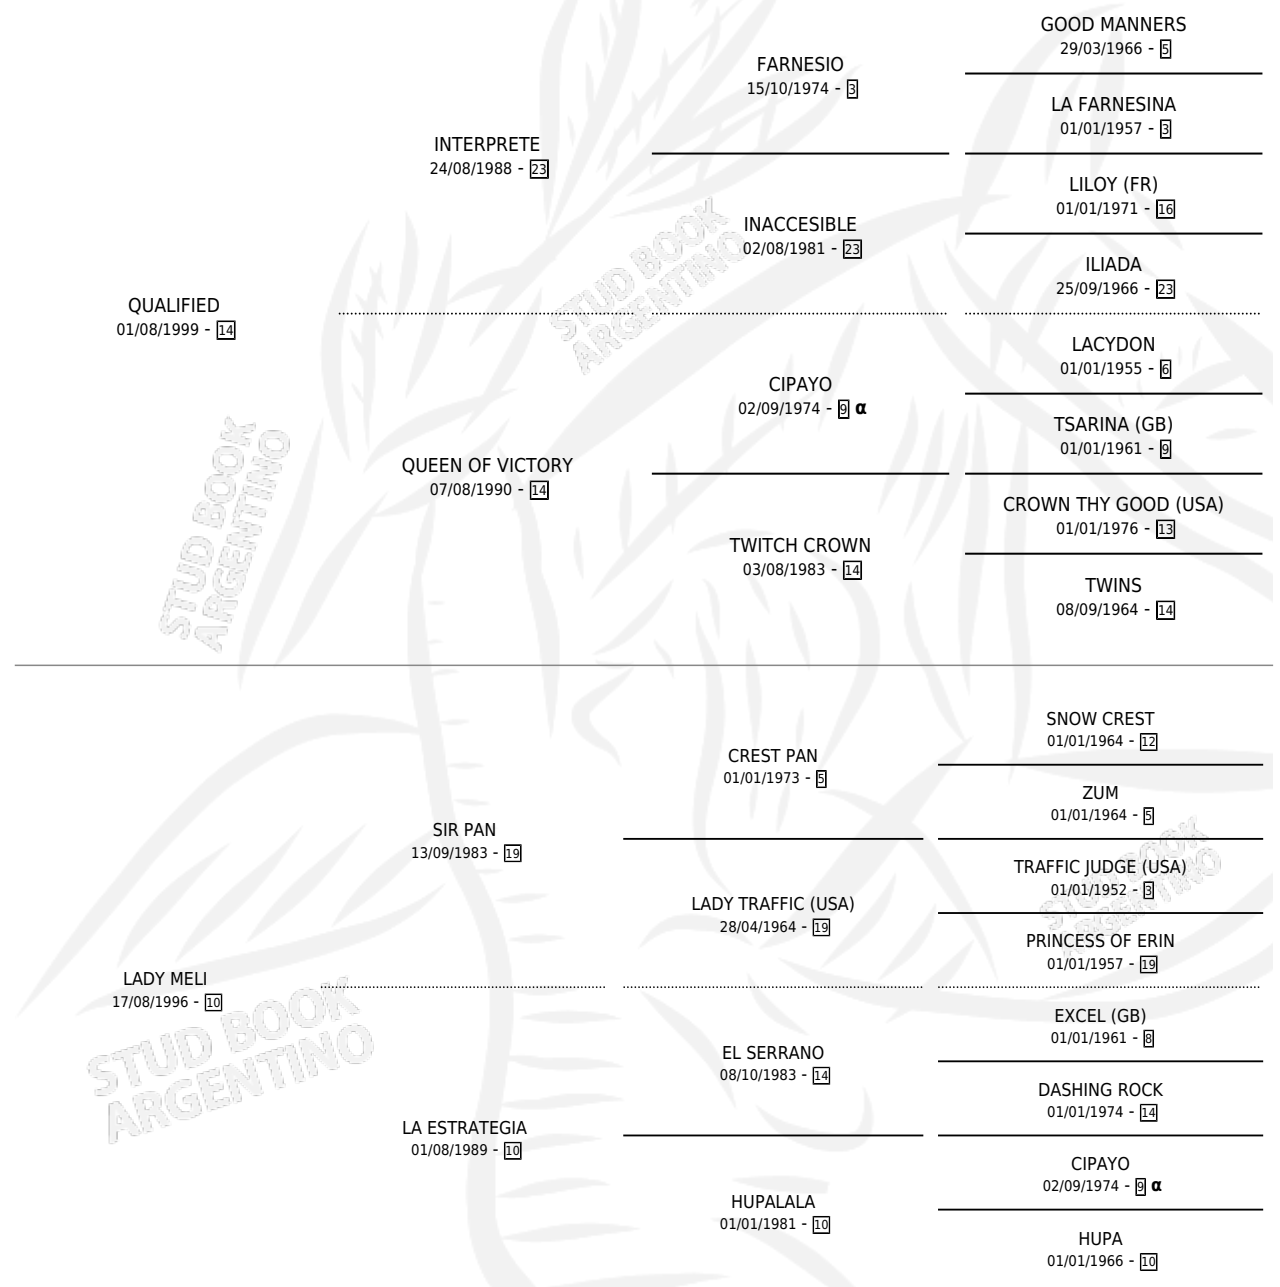 GOOD MANNERS
29/03/1966 - 5
FARNESIO
15/10/1974 - 3
LA FARNESINA
01/01/1957 - 3
INTERPRETE
24/08/1988 - 23
LILOY (FR)
01/01/1971 - 16
INACCESIBLE
02/08/1981 - 23
ILIADA
25/09/1966 - 23
QUALIFIED
01/08/1999 - 14
LACYDON
01/01/1955 - 6
CIPAYO
02/09/1974 - 9 α
TSARINA (GB)
01/01/1961 - 9
QUEEN OF VICTORY
07/08/1990 - 14
CROWN THY GOOD (USA)
01/01/1976 - 13
TWITCH CROWN
03/08/1983 - 14
TWINS
08/09/1964 - 14
STUD BOOK
ARGENTINO
STUD BOOK
ARGENTINO
SNOW CREST
01/01/1964 - 12
CREST PAN
01/01/1973 - 5
ZUM
01/01/1964 - 5
SIR PAN
13/09/1983 - 19
TRAFFIC JUDGE (USA)
01/01/1952 - 3
LADY TRAFFIC (USA)
28/04/1964 - 19
PRINCESS OF ERIN
01/01/1957 - 19
LADY MELI
17/08/1996 - 10
EXCEL (GB)
01/01/1961 - 8
EL SERRANO
08/10/1983 - 14
DASHING ROCK
01/01/1974 - 14
LA ESTRATEGIA
01/08/1989 - 10
CIPAYO
02/09/1974 - 9 α
HUPALALA
01/01/1981 - 10
HUPA
01/01/1966 - 10
STUD BOOK
ARGENTINO
STUD BOOK
ARGENTINO